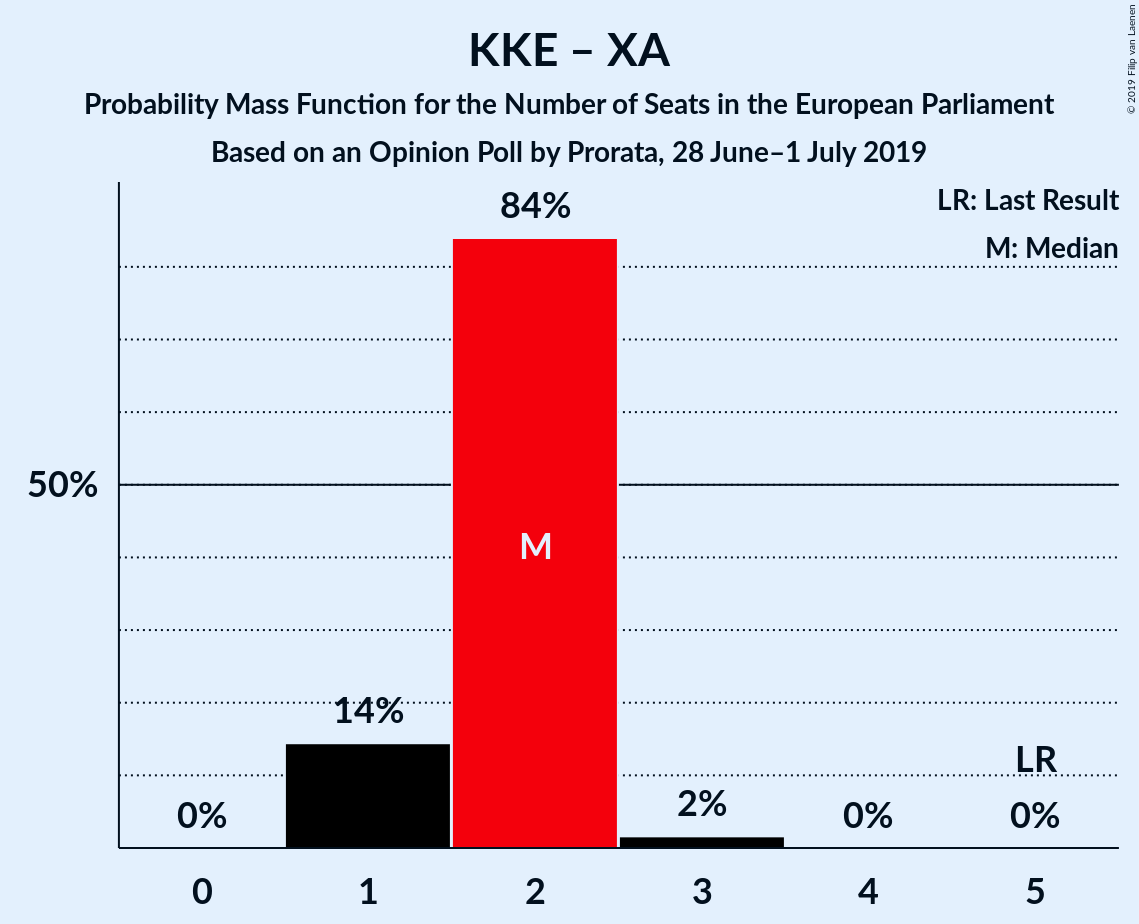 KKE – XA
Probability Mass Function for the Number of Seats in the European Parliament
Based on an Opinion Poll by Prorata, 28 June–1 July 2019
© 2019 Filip van Laenen
LR: Last Result
M: Median
84%
50%
M
14%
LR
0%
2%
0%
0%
0 1 2 3 4 5